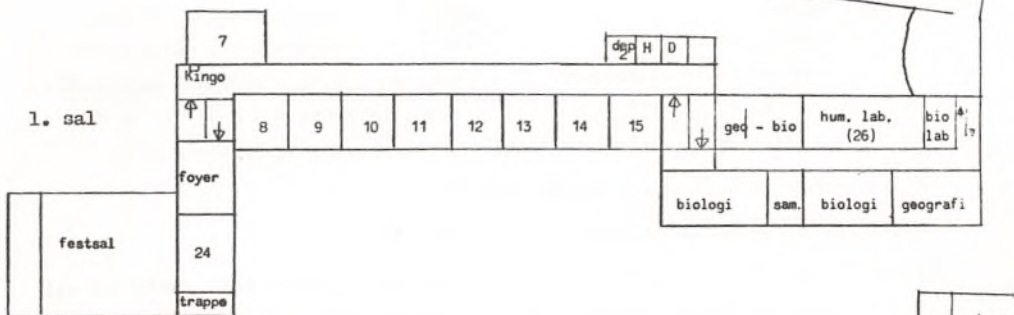 7
dep H D
2
Kingo
1. sal
8 9 10 11 12 13 14 15 geo - bio hum. lab. bio
(26) lab
foyer
biologi sam. biologi geografi
festsal
24
trappe